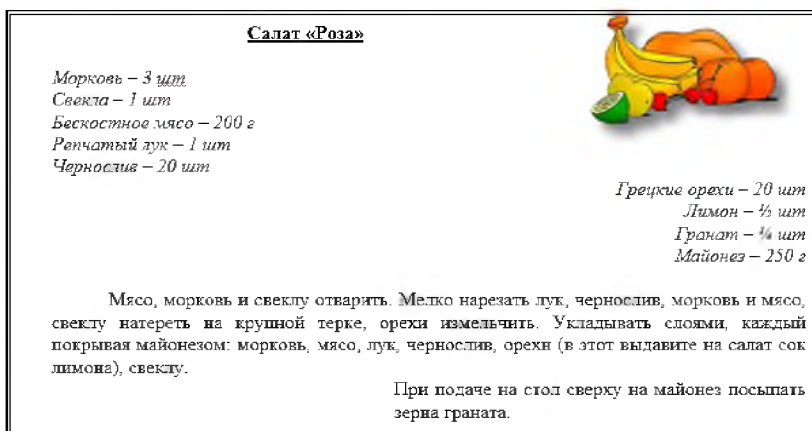 Салат «Роза»
Морковь – 3 шт
Свекла – 1 шт
Бескостное мясо – 200 г
Репчатый лук – 1 шт
Чернослив – 20 шт
Грецкие орехи – 20 шт
Лимон – ½ шт
Гранат – ¼ шт
Майонез – 250 г
Мясо, морковь и свеклу отварить. Мелко нарезать лук, чернослив, морковь и мясо,
свеклу натереть на крупной терке, орехи измельчить. Укладывать слоями, каждый
покрывая майонезом: морковь, мясо, лук, чернослив, орехи (в этот выдавите на салат сок
лимона), свеклу.
При подаче на стол сверху на майонез посыпать
зерна граната.